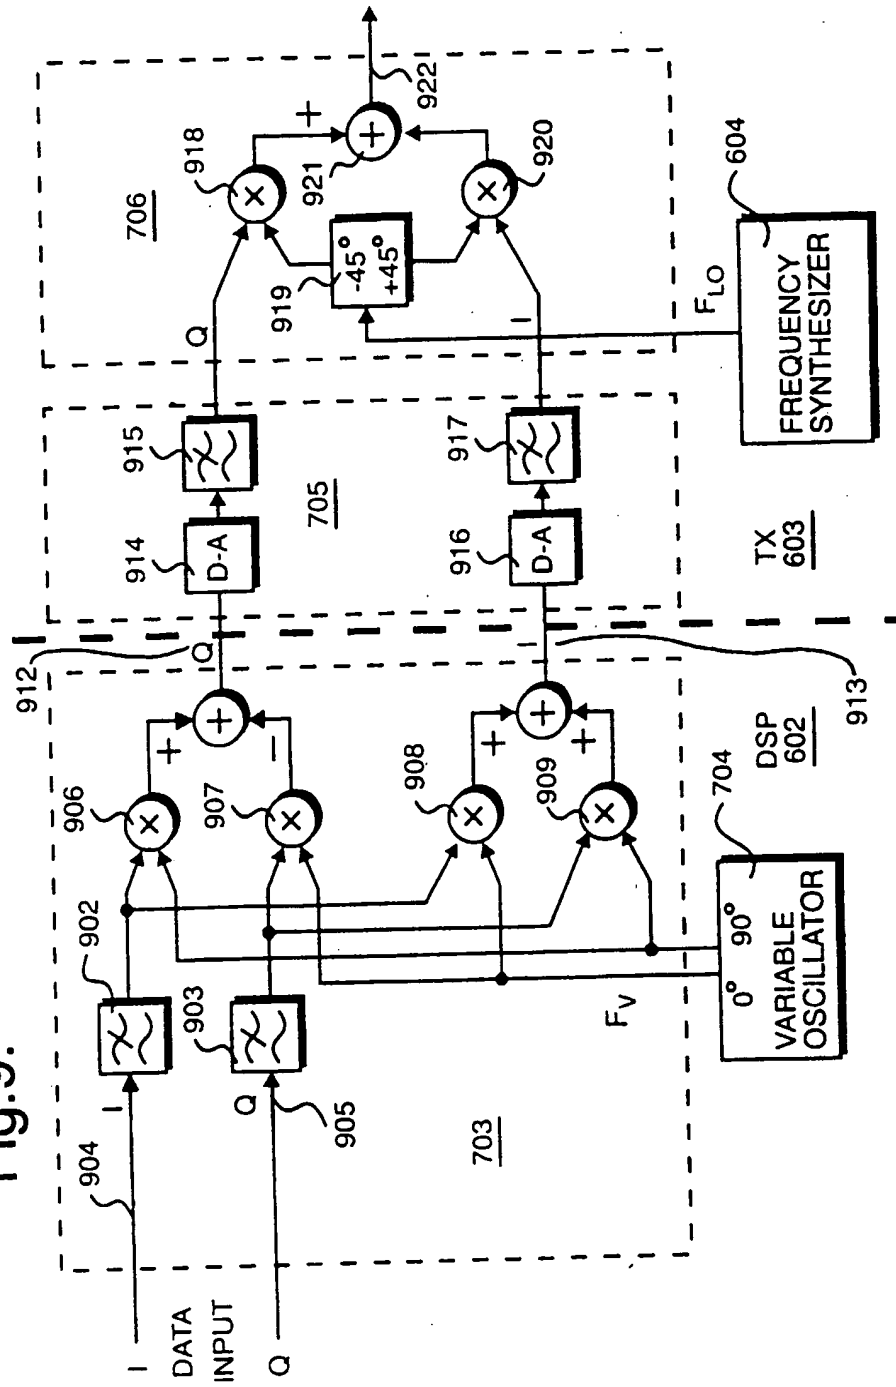 Fig.9.
I
DATA
INPUT
Q
904
I
902
Q
903
905
703
906
907
908
909
+
−
+
+
×
×
×
×
+
+
Fv
0° 90°
VARIABLE
OSCILLATOR
704
DSP
602
912
Q
I
913
914
D-A
915
705
916
D-A
917
TX
603
Q
I
706
918
×
919
-45°
+45°
+
921
+
×
920
922
FLO
604
FREQUENCY
SYNTHESIZER